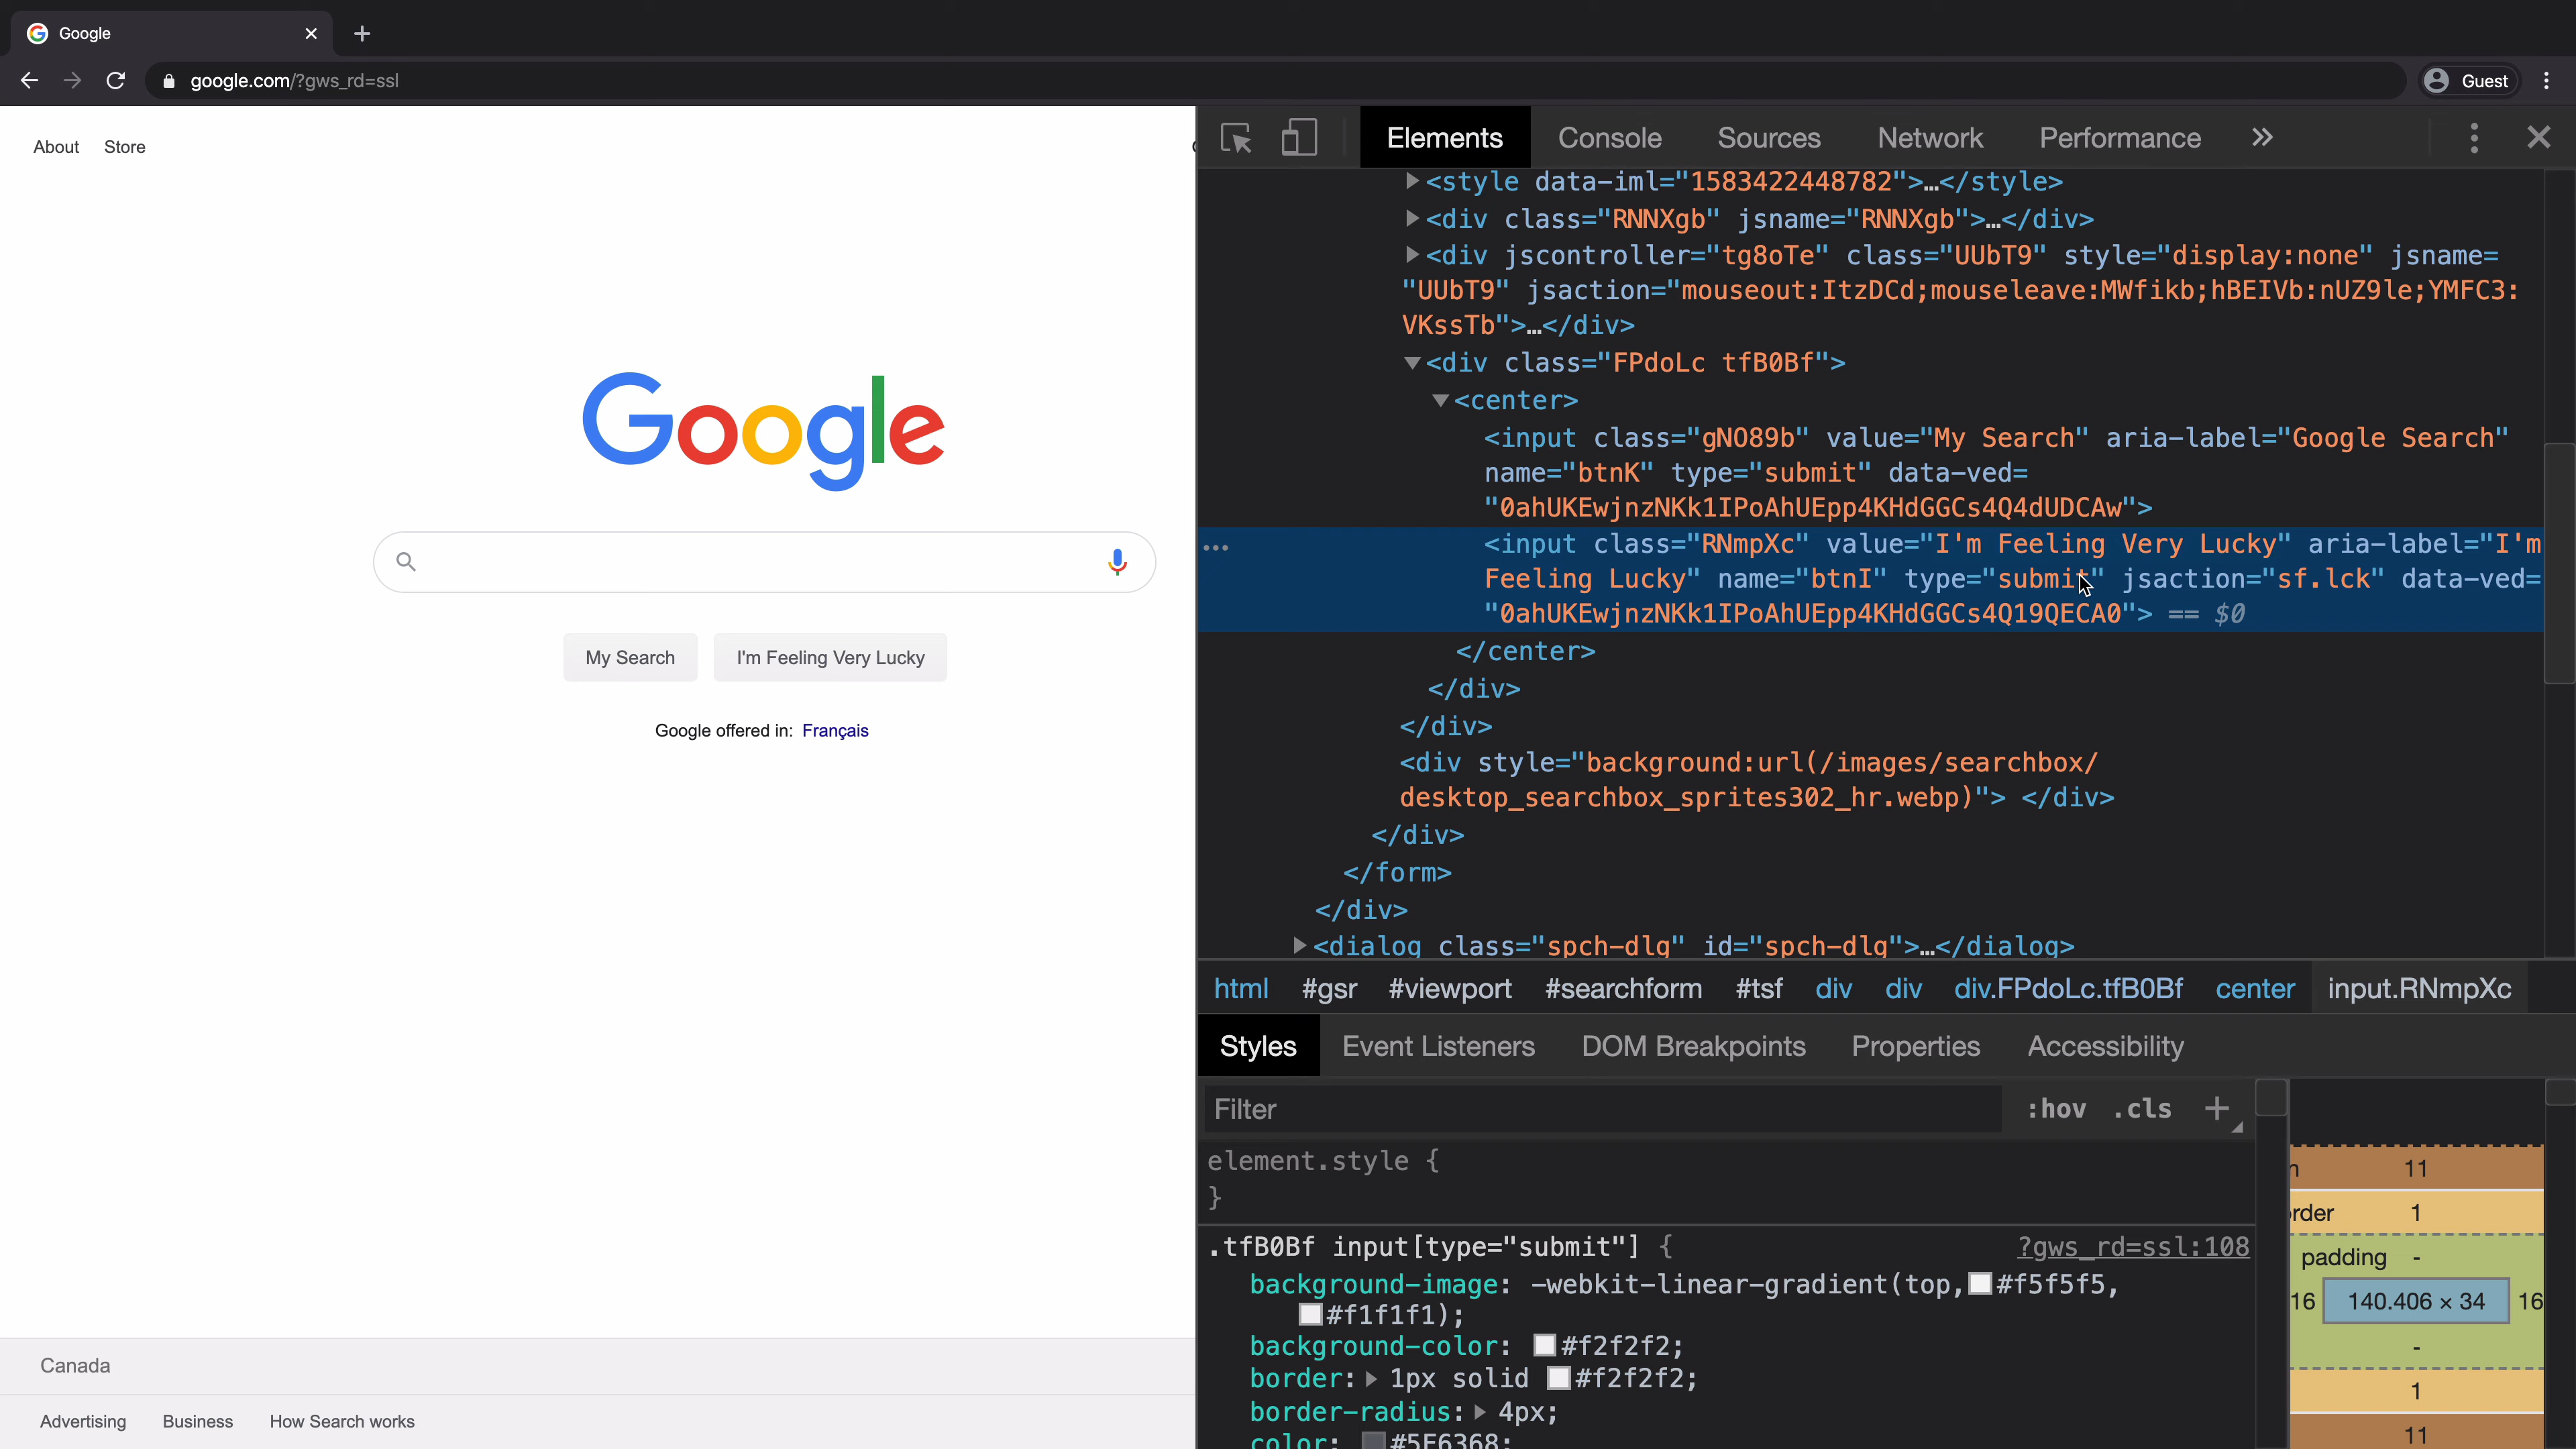 Google
google.com/?gws_rd=ssl
Guest
About Store
Elements Console Sources Network Performance
<style data-iml="1583422448782">…</style>
<div class="RNNXgb" jsname="RNNXgb">…</div>
<div jscontroller="tg8oTe" class="UUbT9" style="display:none" jsname=
"UUbT9" jsaction="mouseout:ItzDCd;mouseleave:MWfikb;hBEIVb:nUZ9le;YMFC3:
VKssTb">…</div>
<div class="FPdoLc tfB0Bf">
<center>
<input class="gNO89b" value="My Search" aria-label="Google Search"
name="btnK" type="submit" data-ved=
"0ahUKEwjnzNKk1IPoAhUEpp4KHdGGCs4Q4dUDCAw">
<input class="RNmpXc" value="I'm Feeling Very Lucky" aria-label="I'm
Feeling Lucky" name="btnI" type="submit" jsaction="sf.lck" data-ved=
"0ahUKEwjnzNKk1IPoAhUEpp4KHdGGCs4Q19QECA0"> == $0
</center>
</div>
</div>
<div style="background:url(/images/searchbox/
desktop_searchbox_sprites302_hr.webp)"> </div>
</div>
</form>
</div>
<dialog class="spch-dlg" id="spch-dlg">…</dialog>
Google
My Search I'm Feeling Very Lucky
Google offered in: Français
html #gsr #viewport #searchform #tsf div div div.FPdoLc.tfB0Bf center input.RNmpXc
Styles Event Listeners DOM Breakpoints Properties Accessibility
Filter :hov .cls +
element.style {
}
.tfB0Bf input[type="submit"] { ?gws_rd=ssl:108
background-image: -webkit-linear-gradient(top,#f5f5f5,
#f1f1f1);
background-color: #f2f2f2;
border: 1px solid #f2f2f2;
border-radius: 4px;
color: #5F6368;
11
1
padding -
16 140.406 × 34 16
-
1
11
Canada
Advertising Business How Search works